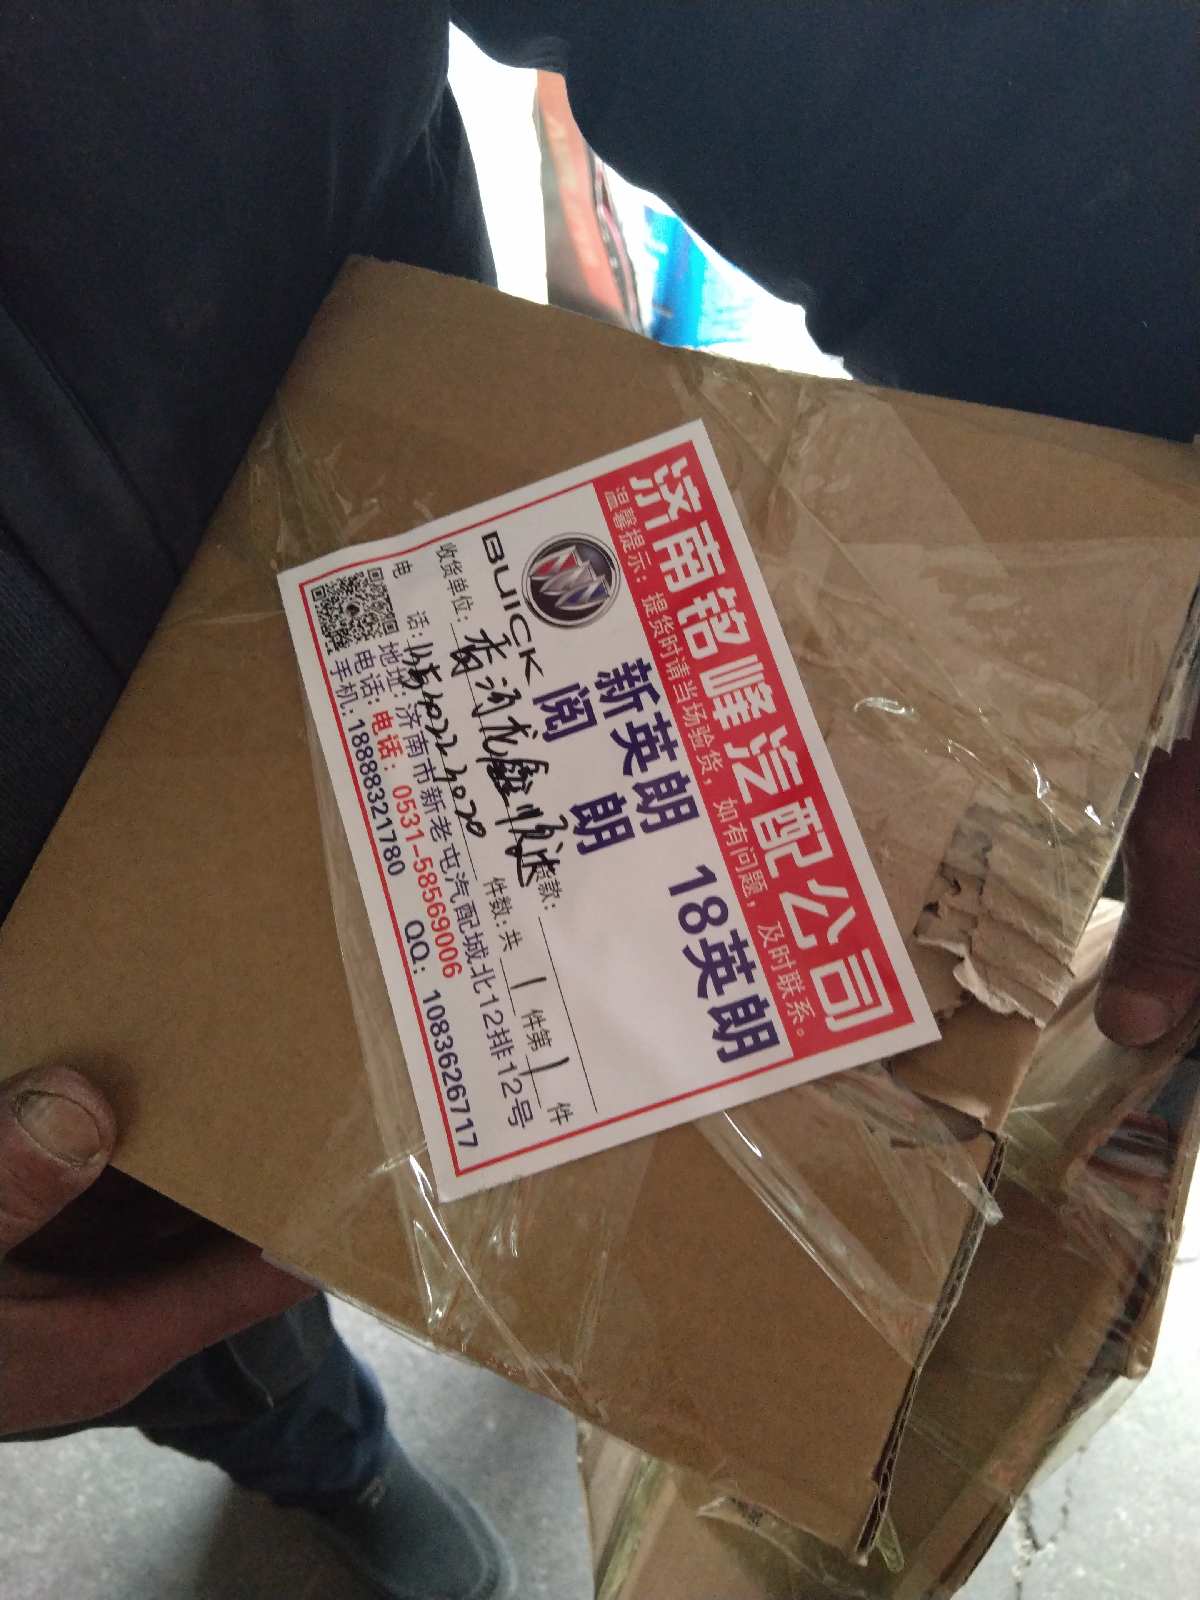 济南铭峰汽配公司
温馨提示：提货时请当场验货，如有问题，及时联系。
BUICK
新英朗 18英朗
阅 朗
收货单位： 货款：
电 话： 件数：共 1 件第 1 件
地址：济南市新老屯汽配城北12排12号
电话：电话：0531-58569006
手机：18888321780 QQ：1083626717